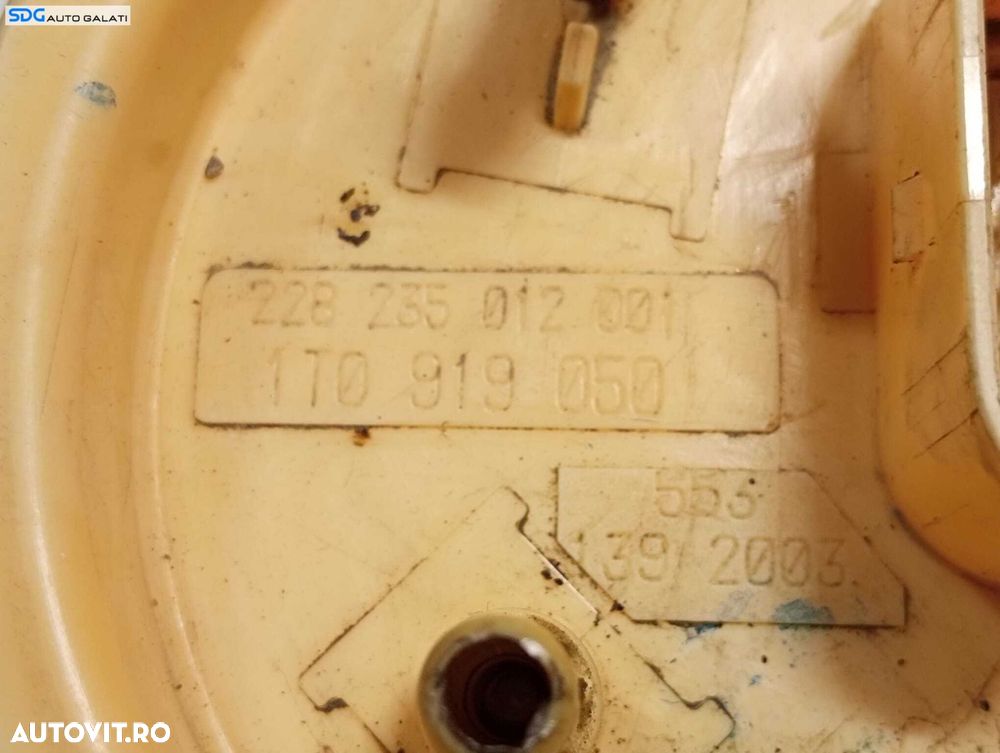 SDG AUTO GALATI
228 235 012 001
1T0 919 050
553
139/2003
AUTOVIT.RO